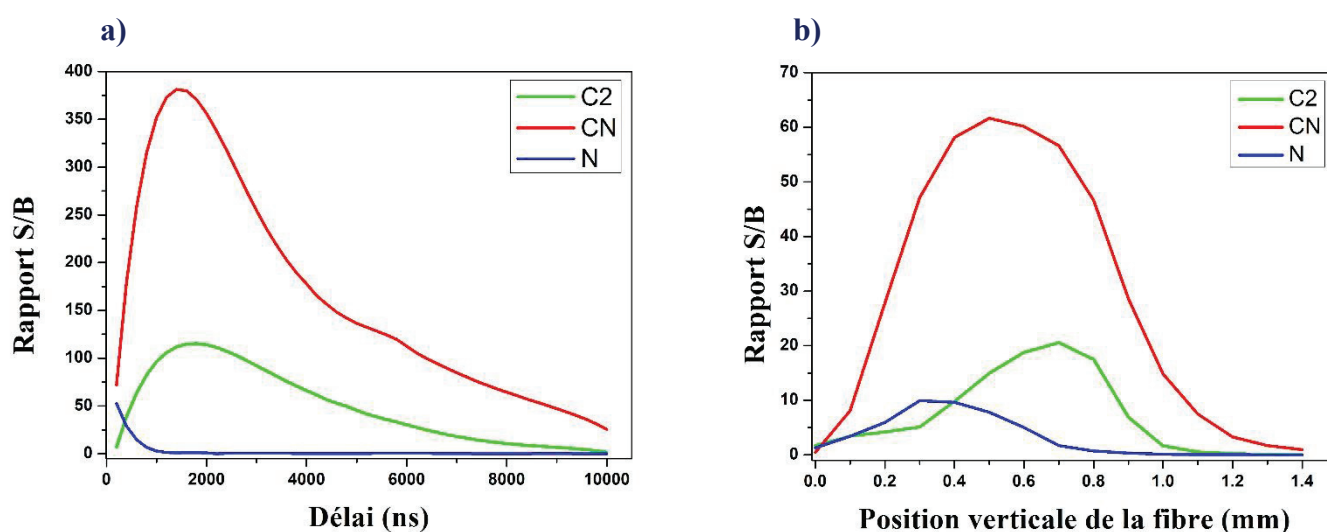 a)
b)
400
350
300
250
200
150
100
50
0
Rapport S/B
C2
CN
N
0 2000 4000 6000 8000 10000
Délai (ns)
70
60
50
40
30
20
10
0
Rapport S/B
C2
CN
N
0.0 0.2 0.4 0.6 0.8 1.0 1.2 1.4
Position verticale de la fibre (mm)